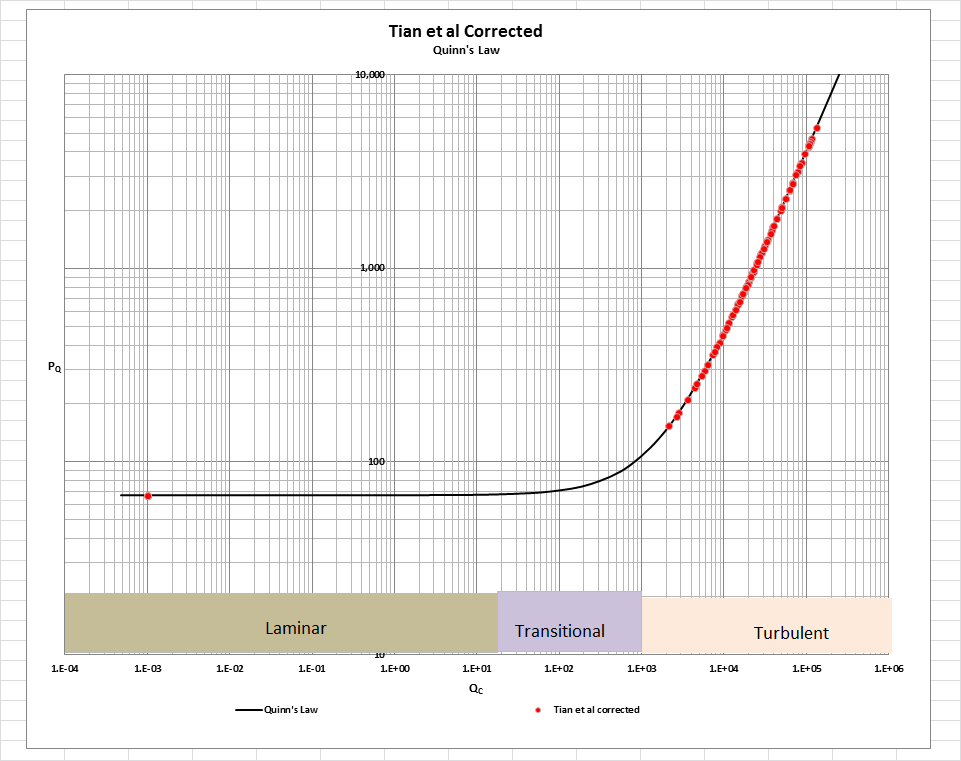 Tian et al Corrected
Quinn's Law
10,000
1,000
PQ
100
Laminar
Transitional
Turbulent
10
1.E-04 1.E-03 1.E-02 1.E-01 1.E+00 1.E+01 1.E+02 1.E+03 1.E+04 1.E+05 1.E+06
QC
Quinn's Law Tian et al corrected